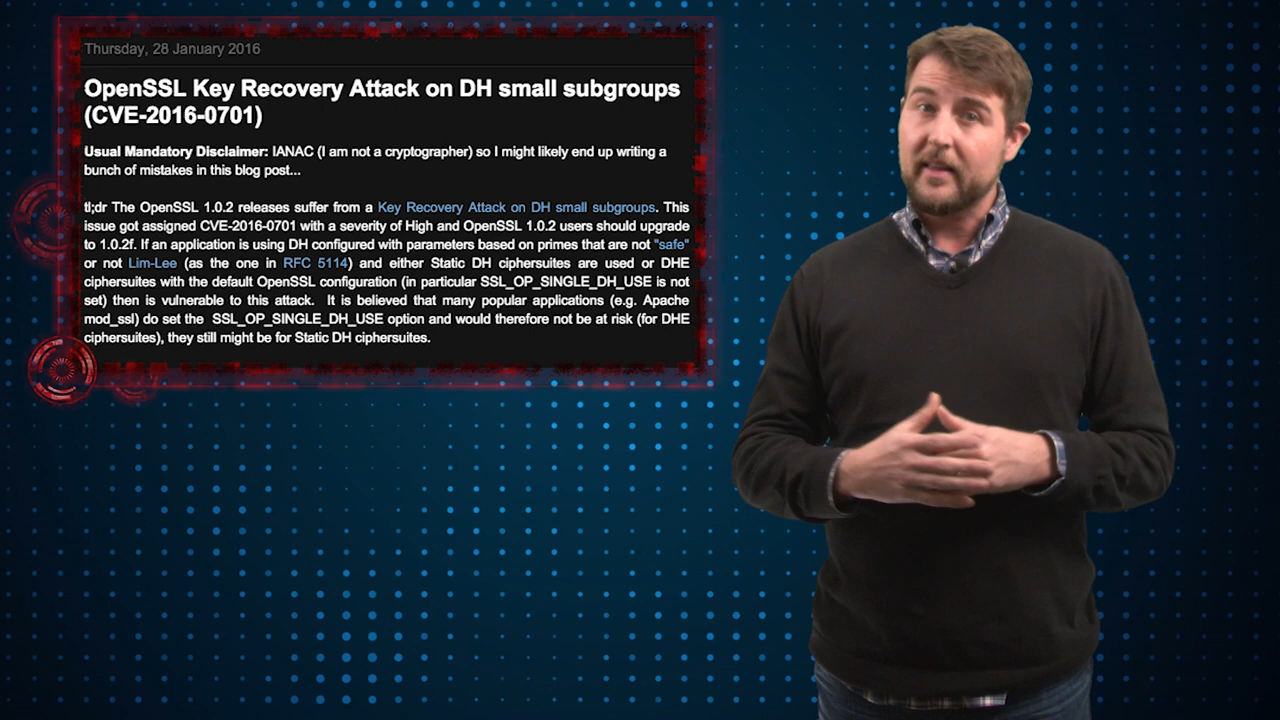 Thursday, 28 January 2016
OpenSSL Key Recovery Attack on DH small subgroups
(CVE-2016-0701)
Usual Mandatory Disclaimer: IANAC (I am not a cryptographer) so I might likely end up writing a
bunch of mistakes in this blog post...
tl;dr The OpenSSL 1.0.2 releases suffer from a Key Recovery Attack on DH small subgroups. This
issue got assigned CVE-2016-0701 with a severity of High and OpenSSL 1.0.2 users should upgrade
to 1.0.2f. If an application is using DH configured with parameters based on primes that are not "safe"
or not Lim-Lee (as the one in RFC 5114) and either Static DH ciphersuites are used or DHE
ciphersuites with the default OpenSSL configuration (in particular SSL_OP_SINGLE_DH_USE is not
set) then is vulnerable to this attack. It is believed that many popular applications (e.g. Apache
mod_ssl) do set the SSL_OP_SINGLE_DH_USE option and would therefore not be at risk (for DHE
ciphersuites), they still might be for Static DH ciphersuites.